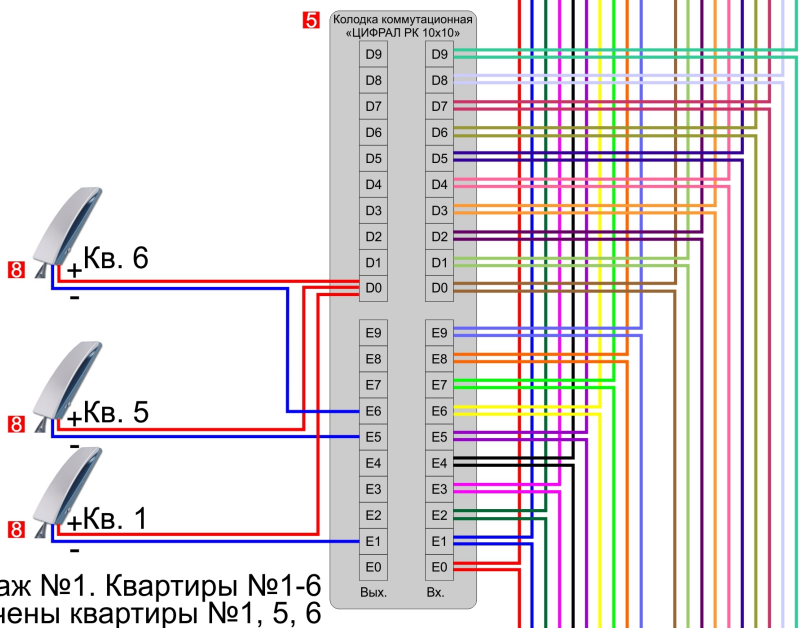 5
Колодка коммутационная
«ЦИФРАЛ РК 10x10»
D9 D9
D8 D8
D7 D7
D6 D6
D5 D5
D4 D4
D3 D3
D2 D2
D1 D1
D0 D0
E9 E9
E8 E8
E7 E7
E6 E6
E5 E5
E4 E4
E3 E3
E2 E2
E1 E1
E0 E0
Вых. Вх.
8 + Кв. 6
-
8 + Кв. 5
-
8 + Кв. 1
-
аж №1. Квартиры №1-6
чены квартиры №1, 5, 6